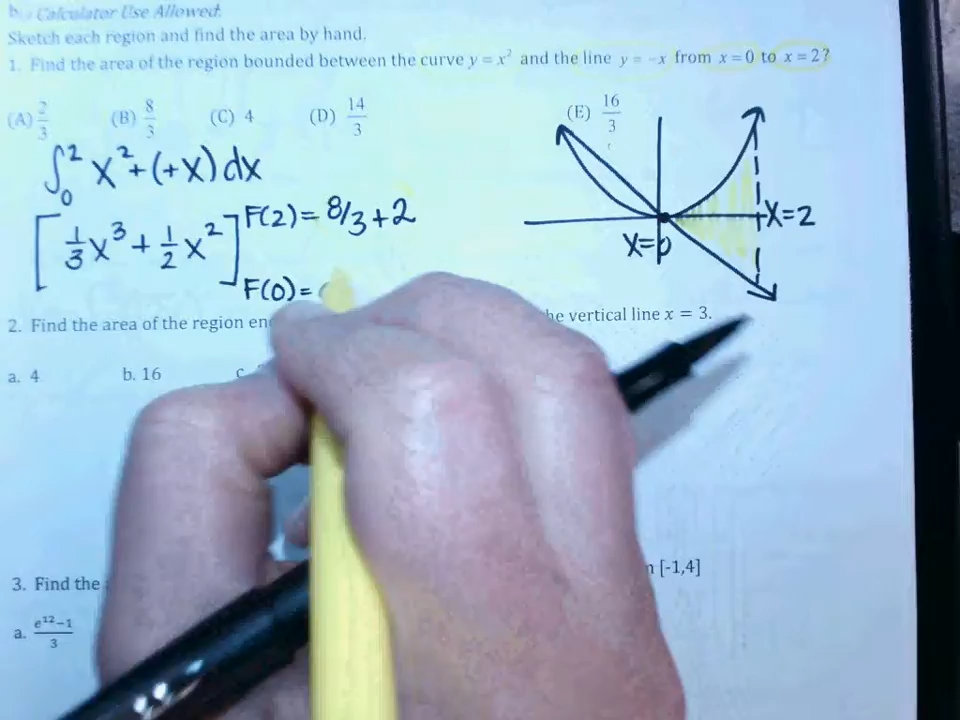 b. Calculator Use Allowed.
Sketch each region and find the area by hand.
1. Find the area of the region bounded between the curve y = x² and the line y = -x from x = 0 to x = 2?
(A) 2/3 (B) 8/3 (C) 4 (D) 14/3 (E) 16/3
∫₀² x² + (+x) dx
[1/3 x³ + 1/2 x²] F(2) = 8/3 + 2
F(0) =
x=2
x=0
2. Find the area of the region en he vertical line x = 3.
a. 4 b. 16 c.
3. Find the n [-1,4]
a. e¹²-1/3